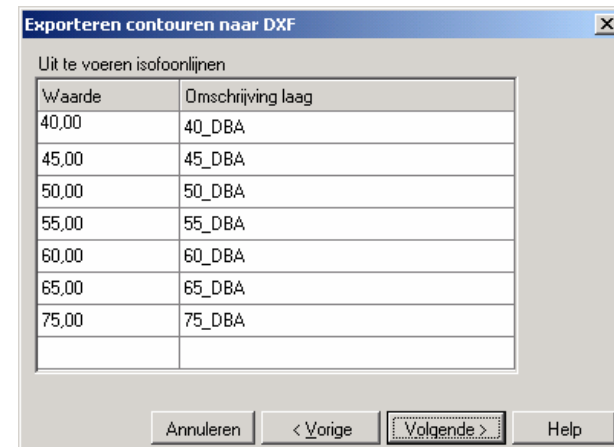 Exporteren contouren naar DXF
Uit te voeren isofoonlijnen
Waarde Omschrijving laag
40,00 40_DBA
45,00 45_DBA
50,00 50_DBA
55,00 55_DBA
60,00 60_DBA
65,00 65_DBA
75,00 75_DBA
Annuleren < Vorige Volgende > Help